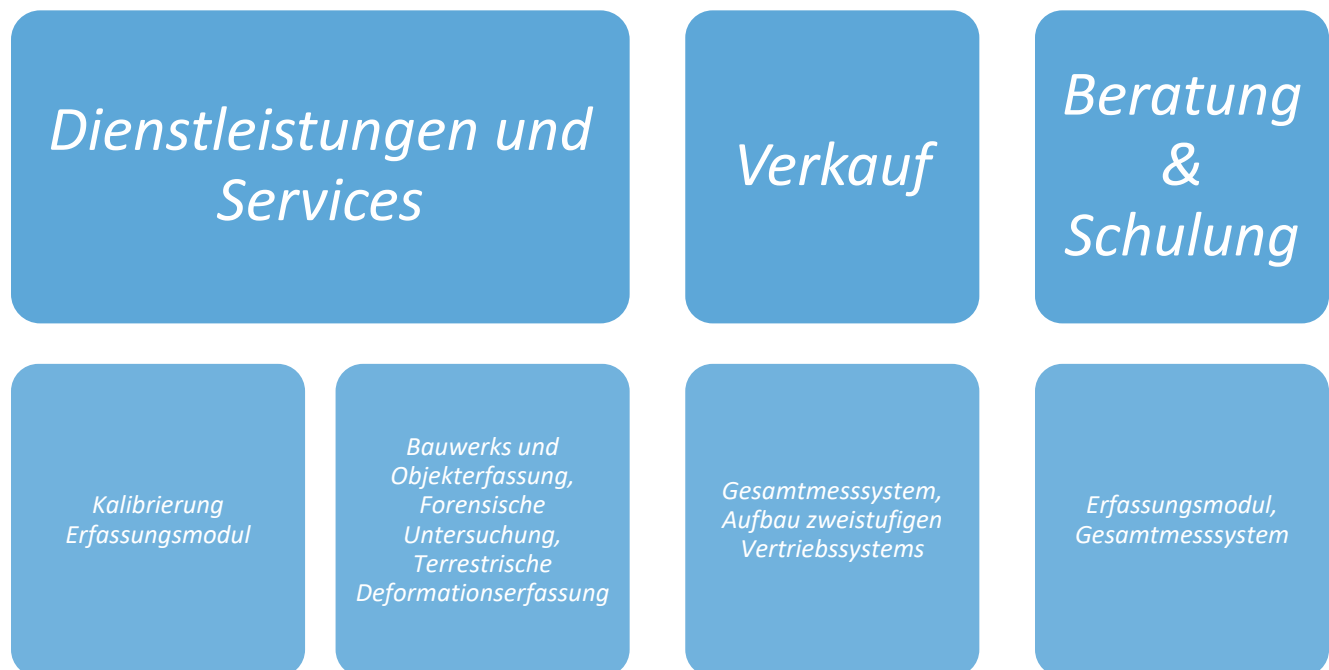 Dienstleistungen und
Services
Verkauf
Beratung
&
Schulung
Kalibrierung
Erfassungsmodul
Bauwerks und
Objekterfassung,
Forensische
Untersuchung,
Terrestrische
Deformationserfassung
Gesamtmesssystem,
Aufbau zweistufigen
Vertriebssystems
Erfassungsmodul,
Gesamtmesssystem